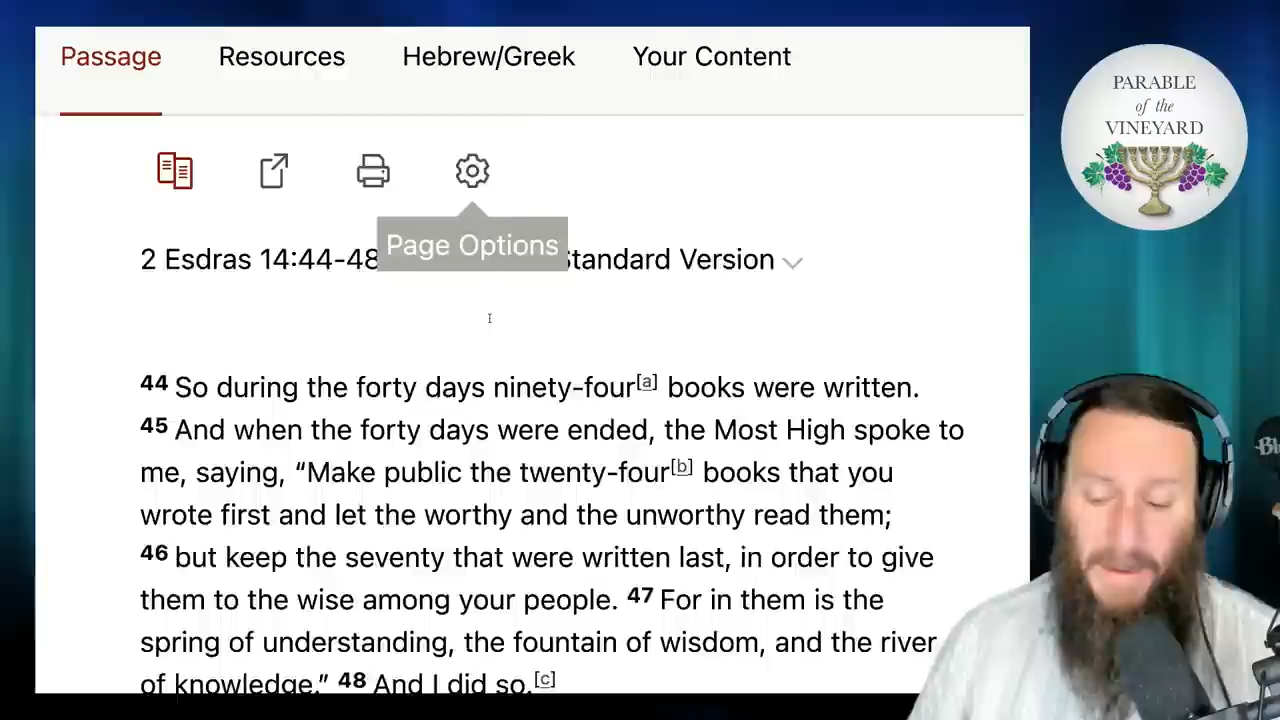 Passage Resources Hebrew/Greek Your Content
PARABLE
of the
VINEYARD
Page Options
2 Esdras 14:44-48 Standard Version
44 So during the forty days ninety-four[a] books were written.
45 And when the forty days were ended, the Most High spoke to
me, saying, “Make public the twenty-four[b] books that you
wrote first and let the worthy and the unworthy read them;
46 but keep the seventy that were written last, in order to give
them to the wise among your people. 47 For in them is the
spring of understanding, the fountain of wisdom, and the river
of knowledge.” 48 And I did so.[c]